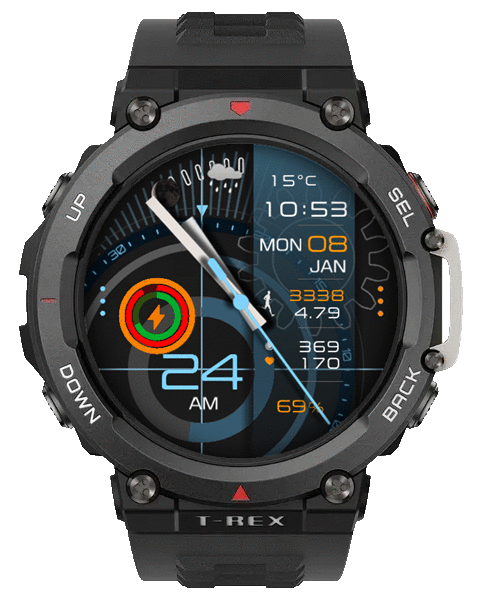 UP
SEL
15°C
10:53
MON 08
JAN
30
3338
4.79
369
170
24
AM
69%
DOWN
BACK
T-REX